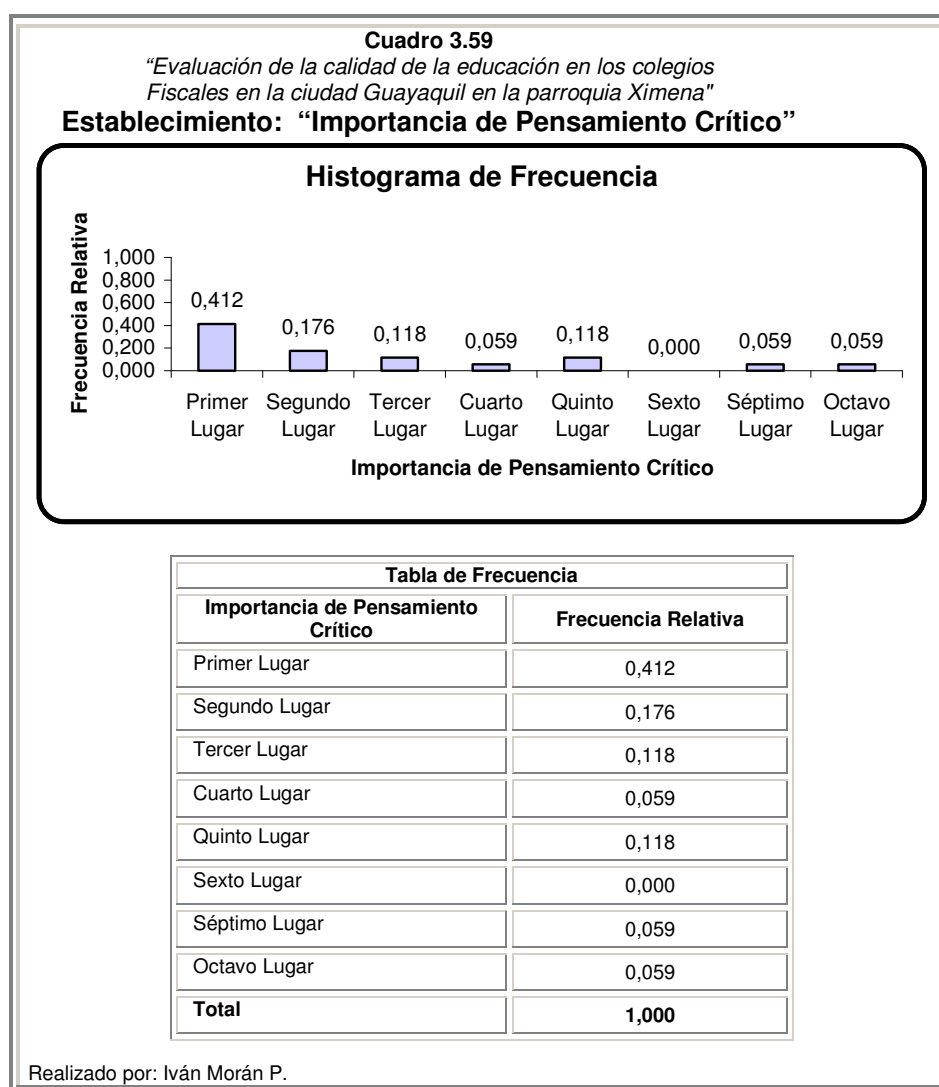 Cuadro 3.59
“Evaluación de la calidad de la educación en los colegios
Fiscales en la ciudad Guayaquil en la parroquia Ximena"
Establecimiento: “Importancia de Pensamiento Crítico”
Histograma de Frecuencia
Frecuencia Relativa
1,000
0,800
0,600
0,400
0,200
0,000
0,412
0,176
0,118
0,059
0,118
0,000
0,059
0,059
Primer Lugar
Segundo Lugar
Tercer Lugar
Cuarto Lugar
Quinto Lugar
Sexto Lugar
Séptimo Lugar
Octavo Lugar
Importancia de Pensamiento Crítico
Tabla de Frecuencia
Importancia de Pensamiento
Crítico
Frecuencia Relativa
Primer Lugar 0,412
Segundo Lugar 0,176
Tercer Lugar 0,118
Cuarto Lugar 0,059
Quinto Lugar 0,118
Sexto Lugar 0,000
Séptimo Lugar 0,059
Octavo Lugar 0,059
Total 1,000
Realizado por: Iván Morán P.